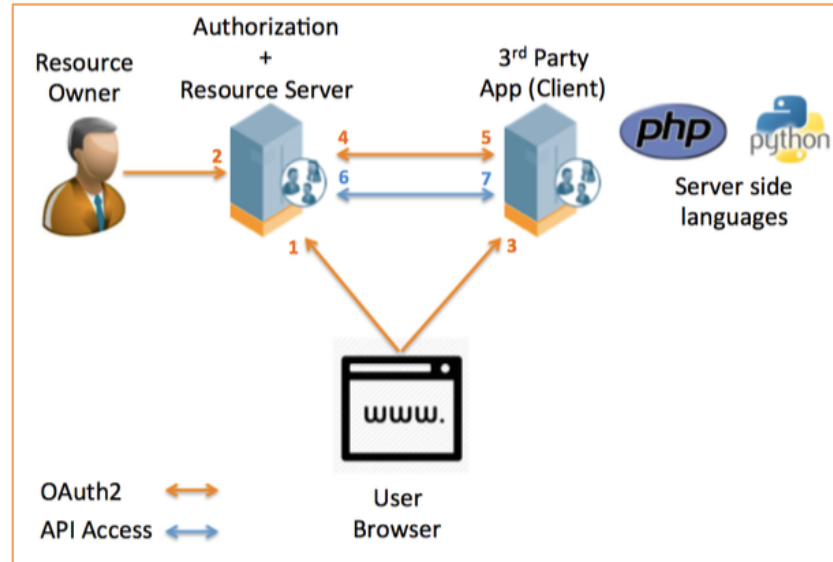 Authorization
+
Resource Server
Resource
Owner
3rd Party
App (Client)
php
python
Server side
languages
2
4
5
6
7
1
3
www.
User
Browser
OAuth2
API Access